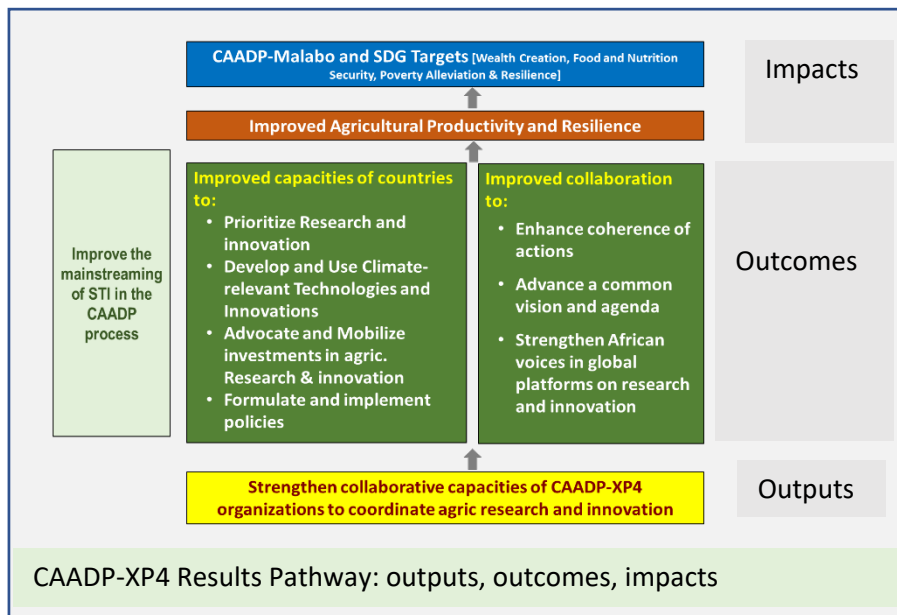 CAADP-Malabo and SDG Targets [Wealth Creation, Food and Nutrition
Security, Poverty Alleviation & Resilience]
Impacts
Improved Agricultural Productivity and Resilience
Improve the
mainstreaming
of STI in the
CAADP
process
Improved capacities of countries
to:
• Prioritize Research and
innovation
• Develop and Use Climate-
relevant Technologies and
Innovations
• Advocate and Mobilize
investments in agric.
Research & innovation
• Formulate and implement
policies
Improved collaboration
to:
• Enhance coherence of
actions
• Advance a common
vision and agenda
• Strengthen African
voices in global
platforms on research
and innovation
Outcomes
Strengthen collaborative capacities of CAADP-XP4
organizations to coordinate agric research and innovation
Outputs
CAADP-XP4 Results Pathway: outputs, outcomes, impacts